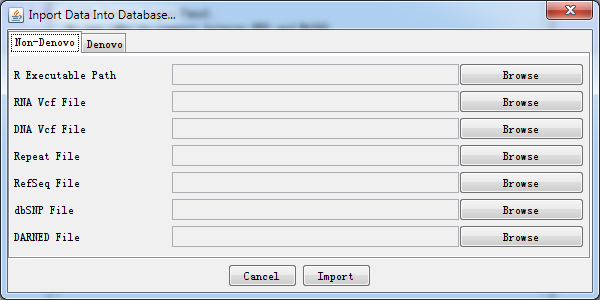 Inport Data Into Database...
Non-Denovo Denovo
R Executable Path Browse
RNA Vcf File Browse
DNA Vcf File Browse
Repeat File Browse
RefSeq File Browse
dbSNP File Browse
DARNED File Browse
Cancel Import